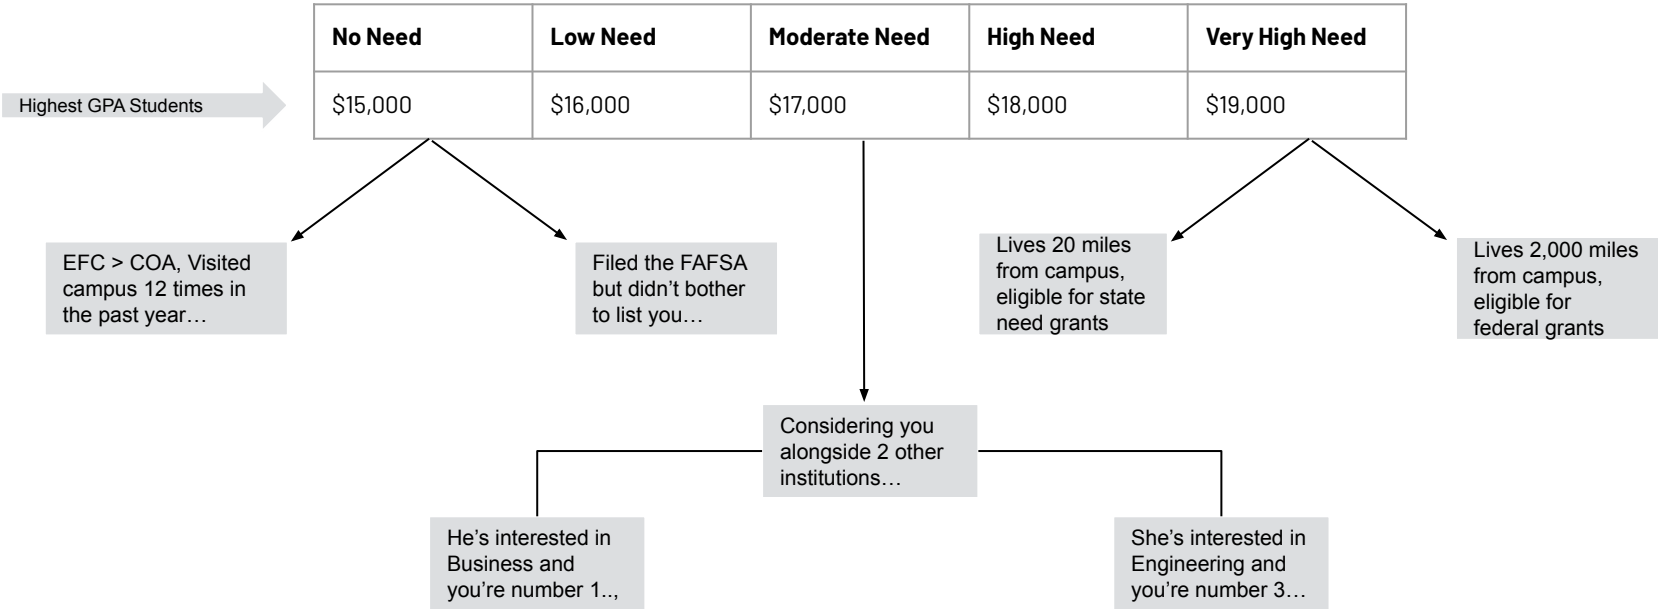 No Need
Low Need
Moderate Need
High Need
Very High Need
Highest GPA Students
$15,000
$16,000
$17,000
$18,000
$19,000
EFC > COA, Visited
campus 12 times in
the past year…
Filed the FAFSA
but didn’t bother
to list you…
Lives 20 miles
from campus,
eligible for state
need grants
Lives 2,000 miles
from campus,
eligible for
federal grants
Considering you
alongside 2 other
institutions…
He’s interested in
Business and
you’re number 1..,
She’s interested in
Engineering and
you’re number 3…